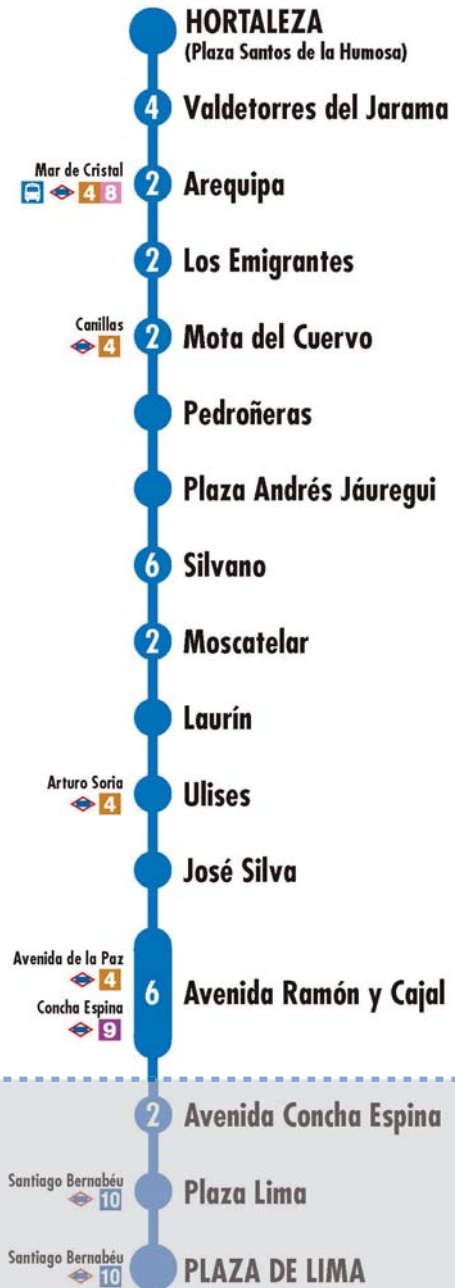 HORTALEZA
(Plaza Santos de la Humosa)
4 Valdetorres del Jarama
Mar de Cristal
4 8
2 Arequipa
2 Los Emigrantes
Canillas
4
2 Mota del Cuervo
Pedroñeras
Plaza Andrés Jáuregui
6 Silvano
2 Moscatelar
Laurín
Arturo Soria
4
Ulises
José Silva
Avenida de la Paz
4
Concha Espina
9
6 Avenida Ramón y Cajal
2 Avenida Concha Espina
Santiago Bernabéu
10
Plaza Lima
Santiago Bernabéu
10
PLAZA DE LIMA